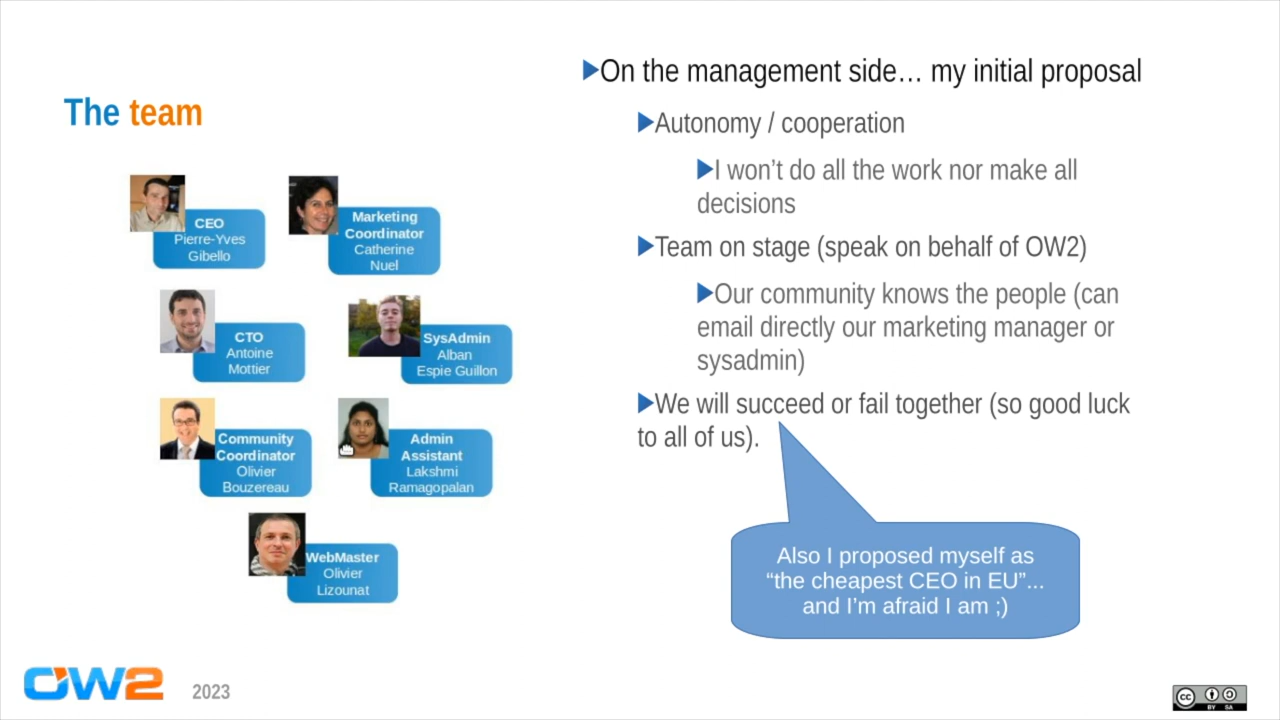 The team
CEO
Pierre-Yves
Gibello
Marketing
Coordinator
Catherine
Nuel
CTO
Antoine
Mottier
SysAdmin
Alban
Espie Guillon
Community
Coordinator
Olivier
Bouzereau
Admin
Assistant
Lakshmi
Ramagopalan
WebMaster
Olivier
Lizounat
On the management side… my initial proposal
Autonomy / cooperation
I won’t do all the work nor make all
decisions
Team on stage (speak on behalf of OW2)
Our community knows the people (can
email directly our marketing manager or
sysadmin)
We will succeed or fail together (so good luck
to all of us).
Also I proposed myself as
“the cheapest CEO in EU”...
and I’m afraid I am ;)
OW2
2023
cc
BY SA